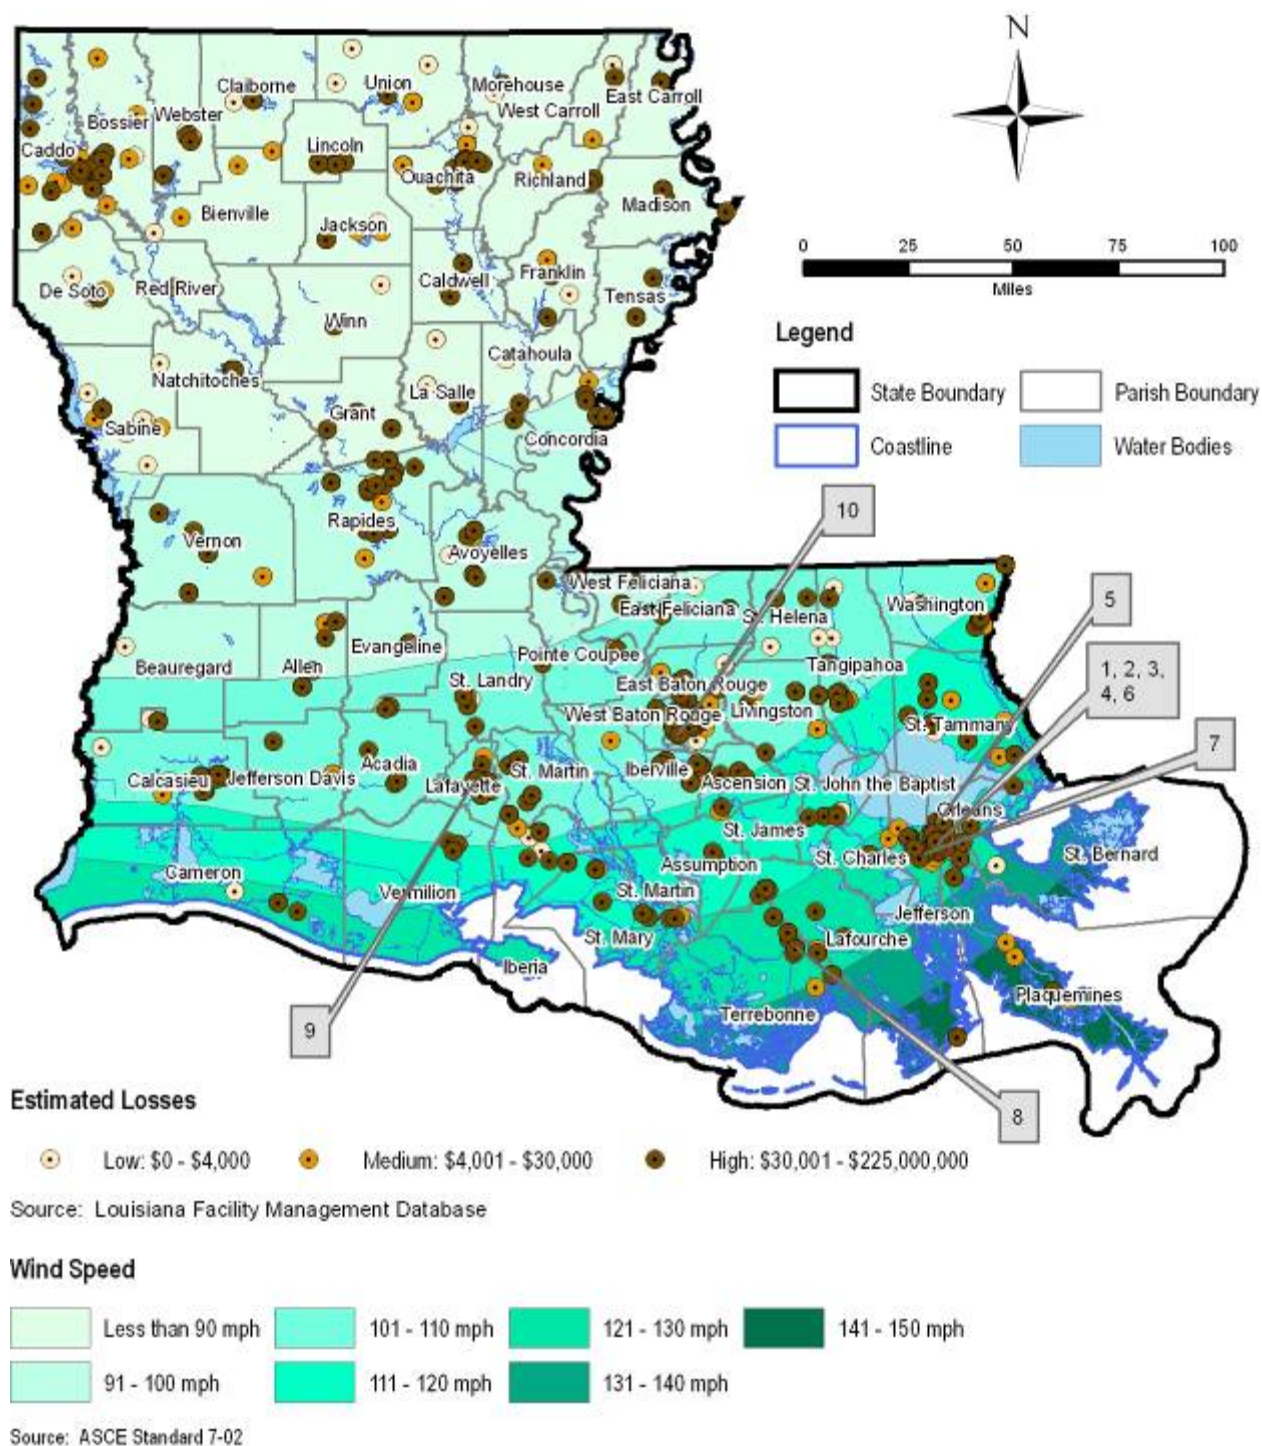 N
Claiborne
Union
Morehouse
West Carroll
East Carroll
Bossier
Webster
Caddo
Lincoln
Ouachita
Richland
Madison
Bienville
Jackson
De Soto
Red River
Caldwell
Franklin
Tensas
Winn
Natchitoches
Catahoula
La Salle
Grant
Sabine
Concordia
0 25 50 75 100
Miles
Legend
State Boundary
Parish Boundary
Coastline
Water Bodies
10
Rapides
Vernon
Avoyelles
West Feliciana
East Feliciana
St. Helena
Washington
5
Evangeline
Beauregard
Allen
Pointe Coupee
Tangipahoa
1, 2, 3,
4, 6
St. Landry
East Baton Rouge
West Baton Rouge
Livingston
St. Tammany
7
Calcasieu
Jefferson Davis
Acadia
Lafayette
St. Martin
Iberville
Ascension
St. John the Baptist
Orleans
St. James
St. Charles
St. Bernard
Assumption
Cameron
Vermilion
St. Martin
Jefferson
St. Mary
Lafourche
Iberia
Plaquemines
Terrebonne
9
8
Estimated Losses
Low: $0 - $4,000
Medium: $4,001 - $30,000
High: $30,001 - $225,000,000
Source: Louisiana Facility Management Database
Wind Speed
Less than 90 mph
101 - 110 mph
121 - 130 mph
141 - 150 mph
91 - 100 mph
111 - 120 mph
131 - 140 mph
Source: ASCE Standard 7-02